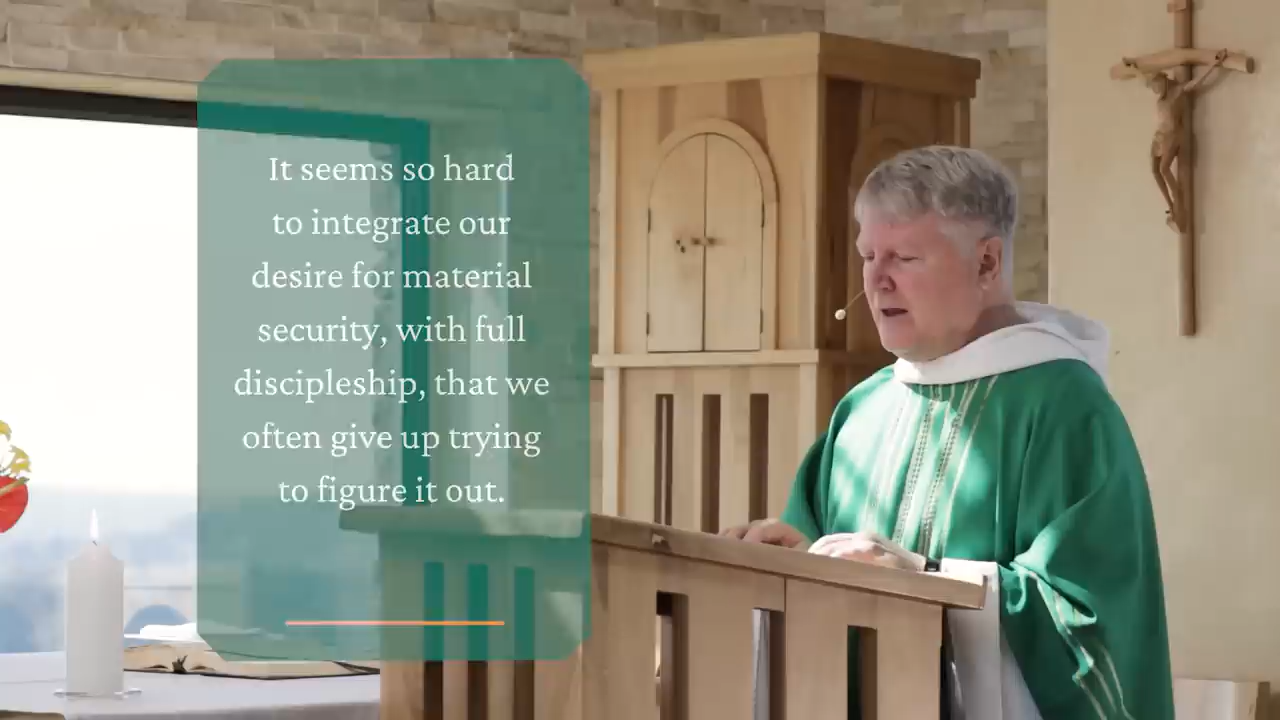 It seems so hard
to integrate our
desire for material
security, with full
discipleship, that we
often give up trying
to figure it out.